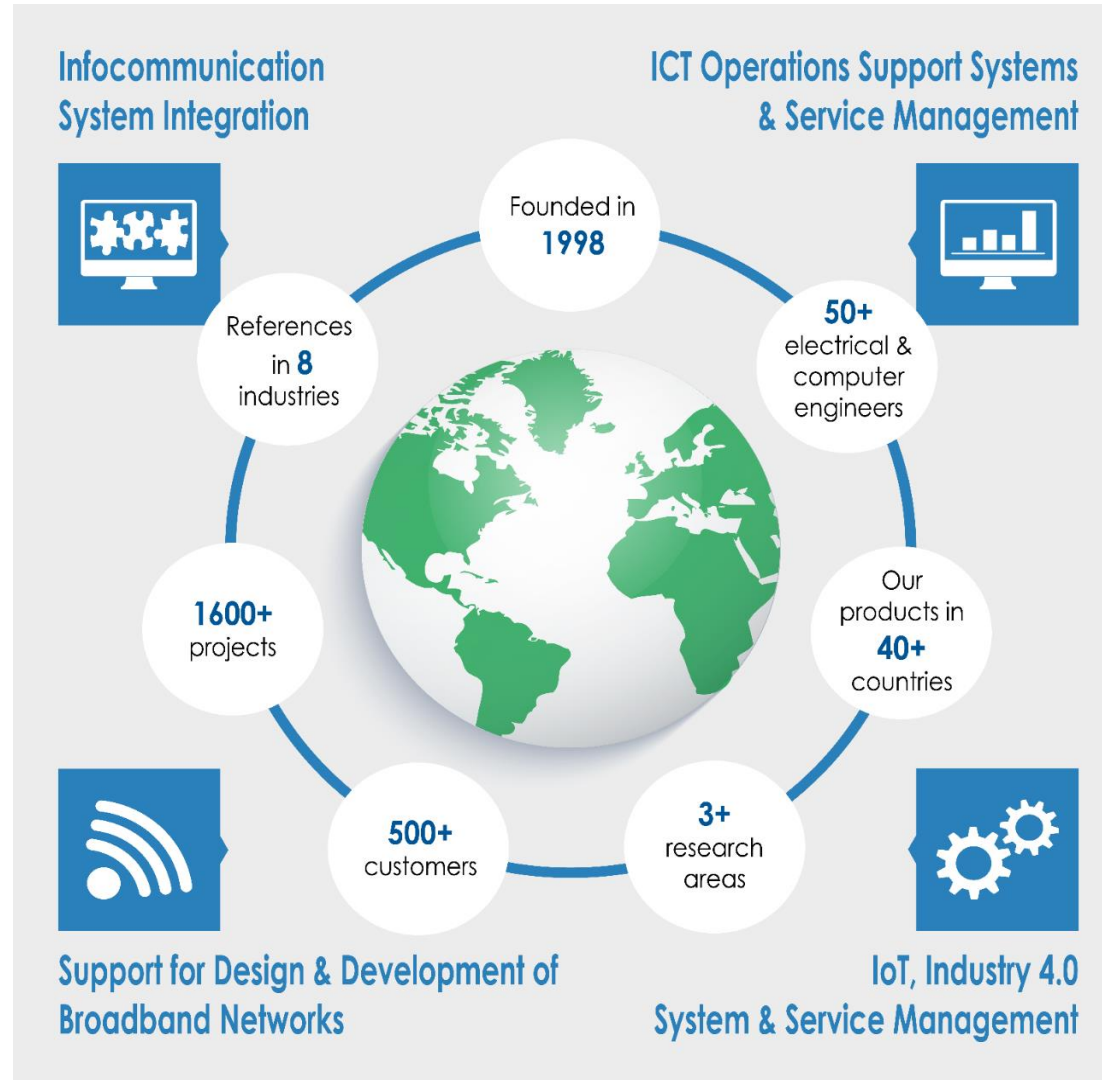 Infocommunication
System Integration
ICT Operations Support Systems
& Service Management
Founded in
1998
50+
electrical &
computer
engineers
Our
products in
40+
countries
3+
research
areas
500+
customers
1600+
projects
References
in 8
industries
Support for Design & Development of
Broadband Networks
IoT, Industry 4.0
System & Service Management